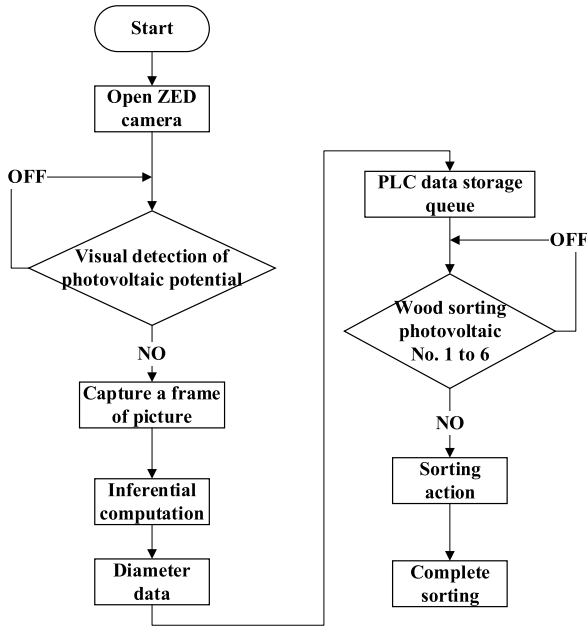 Start
Open ZED
camera
OFF
Visual detection of
photovoltaic potential
NO
Capture a frame
of picture
Inferential
computation
Diameter
data
PLC data storage
queue
OFF
Wood sorting
photovoltaic
No. 1 to 6
NO
Sorting
action
Complete
sorting